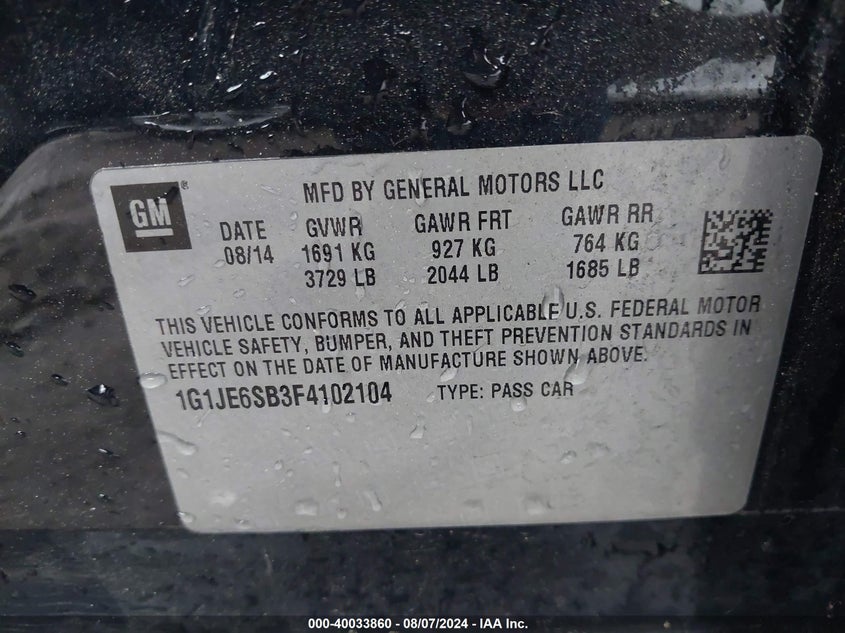 GM®
MFD BY GENERAL MOTORS LLC
DATE GVWR GAWR FRT GAWR RR
08/14 1691 KG 927 KG 764 KG
3729 LB 2044 LB 1685 LB
THIS VEHICLE CONFORMS TO ALL APPLICABLE U.S. FEDERAL MOTOR
VEHICLE SAFETY, BUMPER, AND THEFT PREVENTION STANDARDS IN
EFFECT ON THE DATE OF MANUFACTURE SHOWN ABOVE.
1G1JE6SB3F4102104 TYPE: PASS CAR
000-40033860 - 08/07/2024 - IAA Inc.